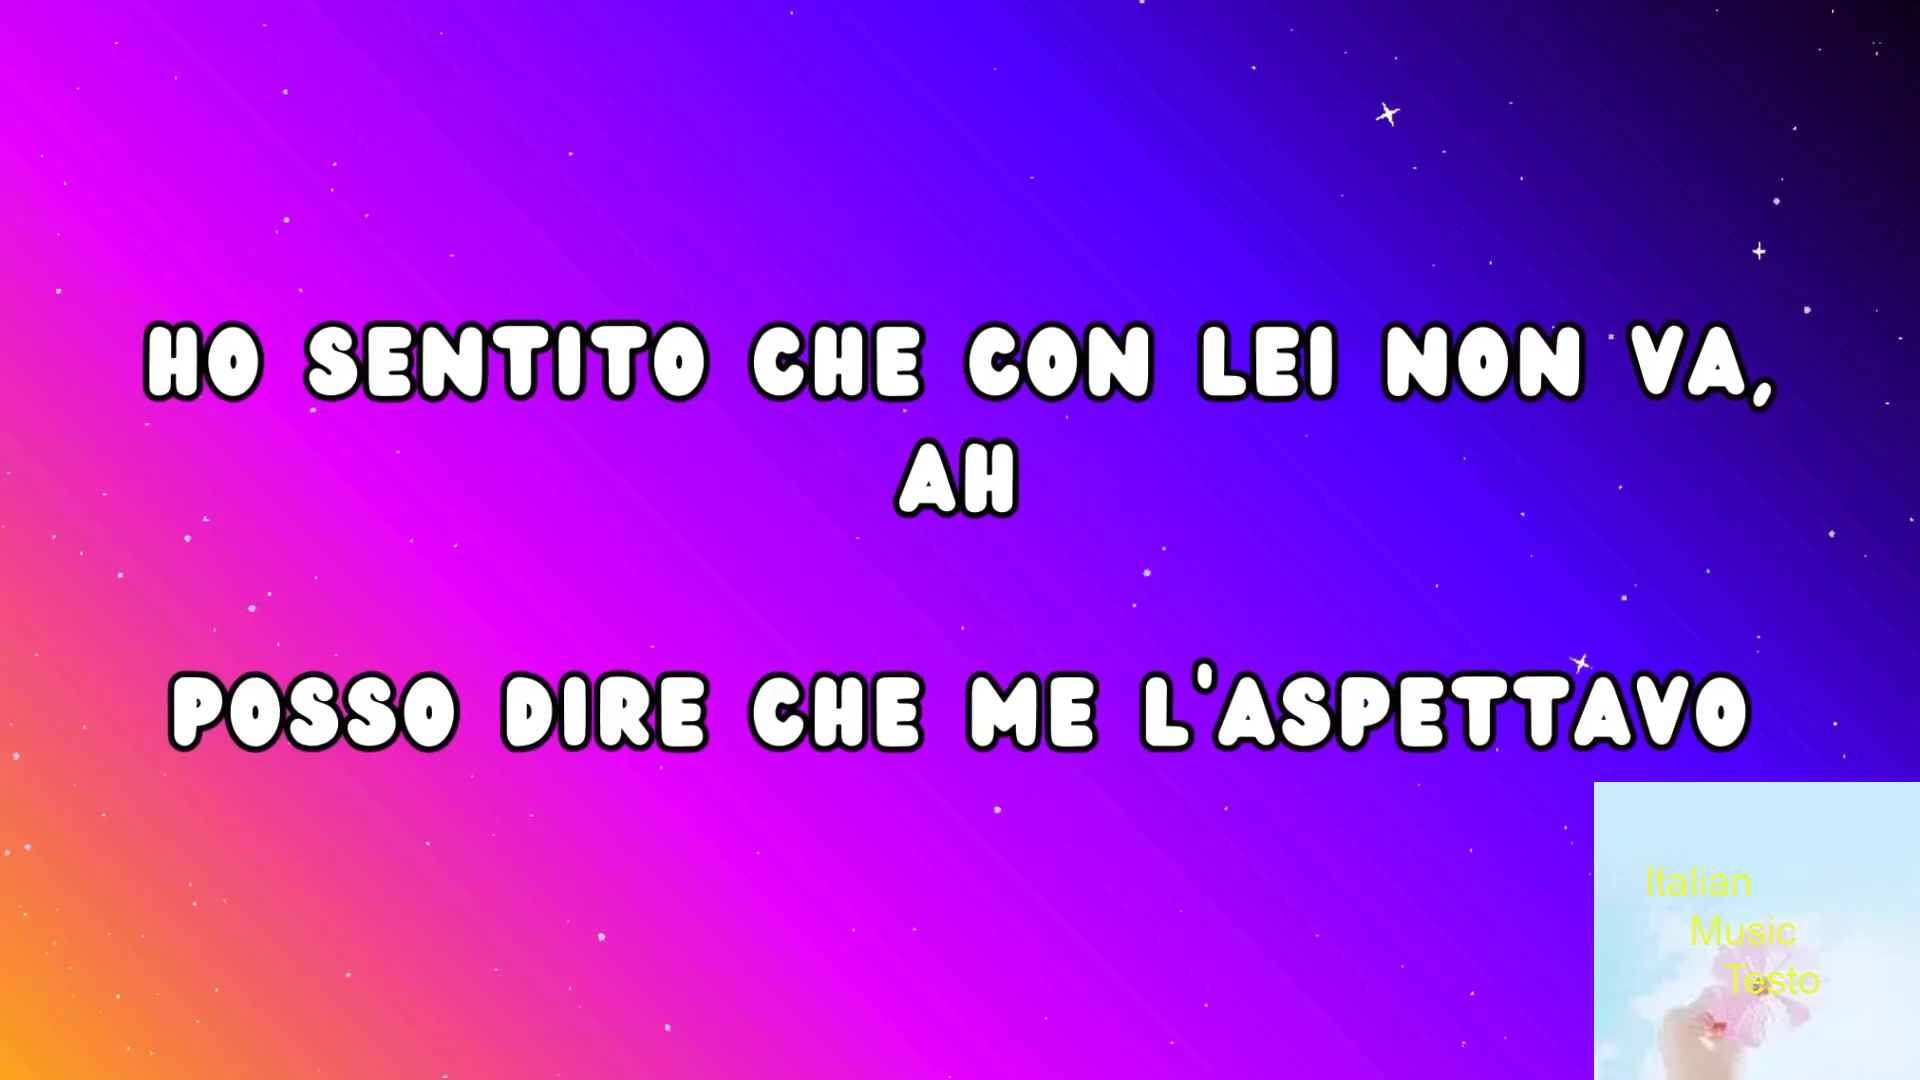 HO SENTITO CHE CON LEI NON VA,
AH
POSSO DIRE CHE ME L'ASPETTAVO
Italian
Music
Testo